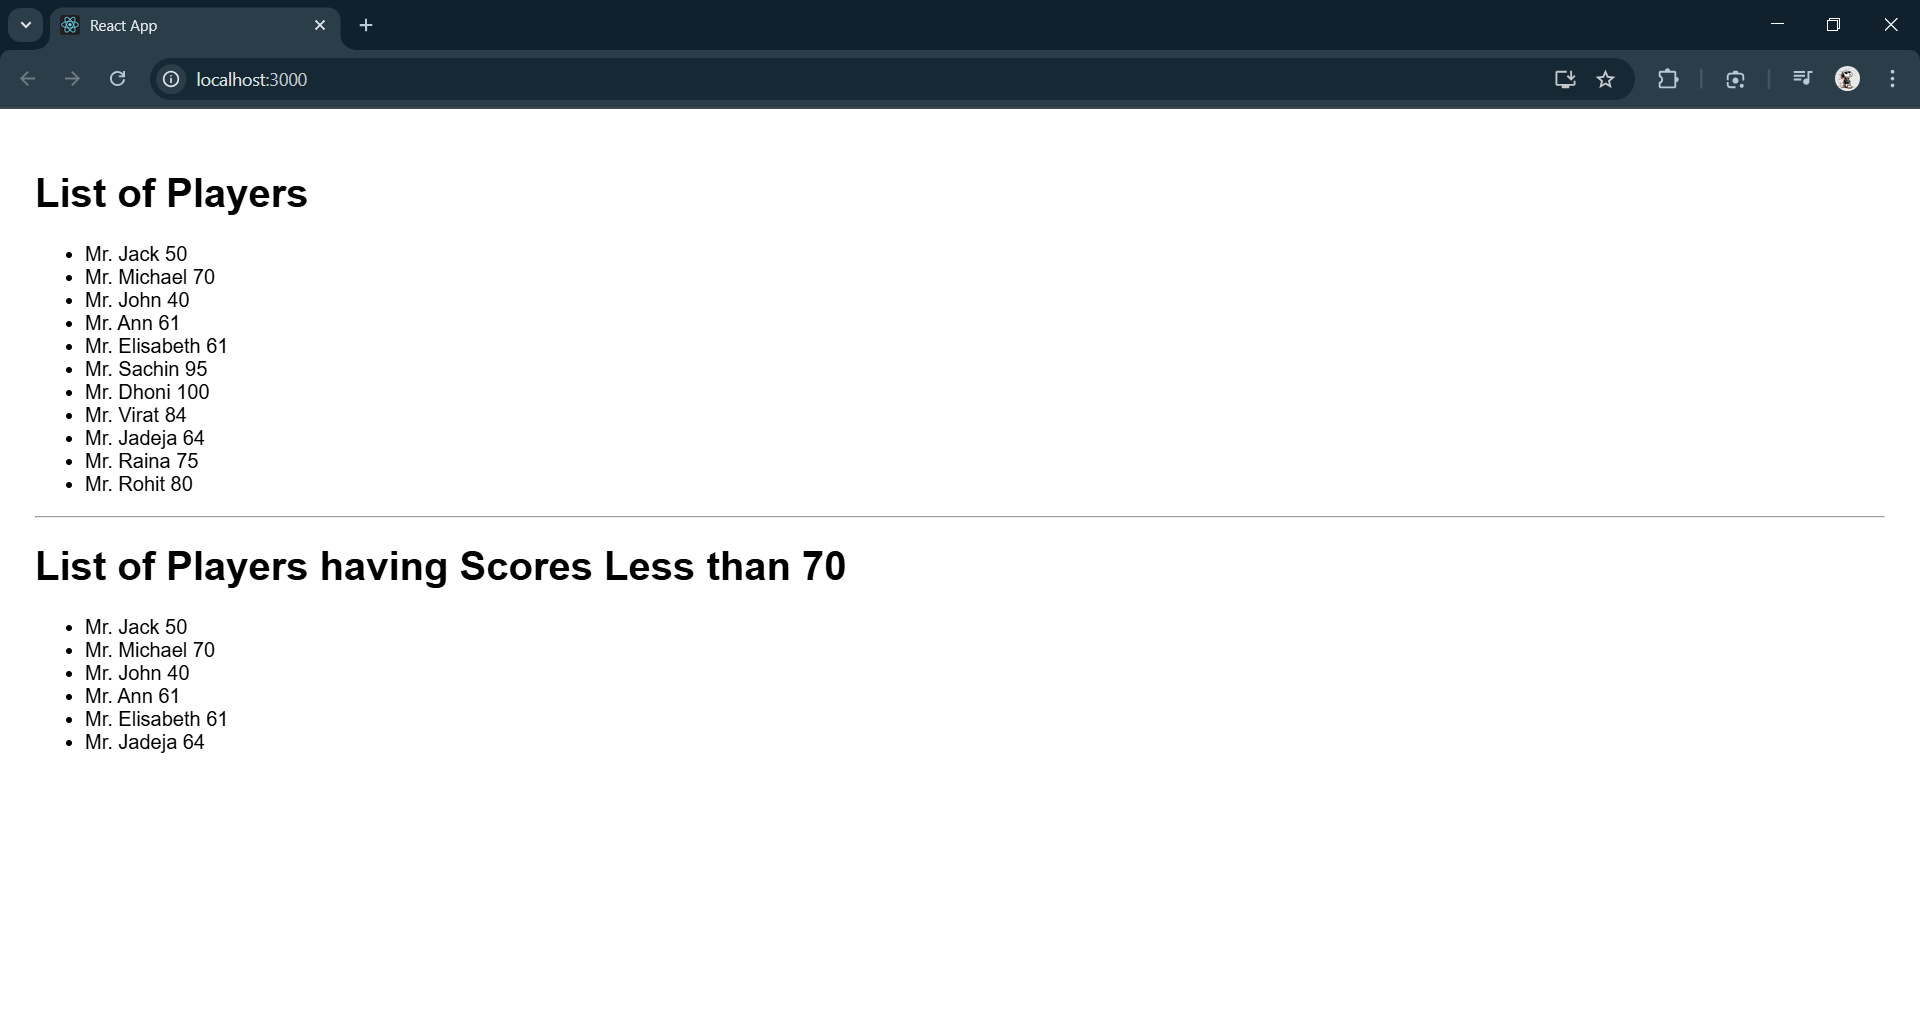 React App
localhost:3000
List of Players
Mr. Jack 50
Mr. Michael 70
Mr. John 40
Mr. Ann 61
Mr. Elisabeth 61
Mr. Sachin 95
Mr. Dhoni 100
Mr. Virat 84
Mr. Jadeja 64
Mr. Raina 75
Mr. Rohit 80
List of Players having Scores Less than 70
Mr. Jack 50
Mr. Michael 70
Mr. John 40
Mr. Ann 61
Mr. Elisabeth 61
Mr. Jadeja 64